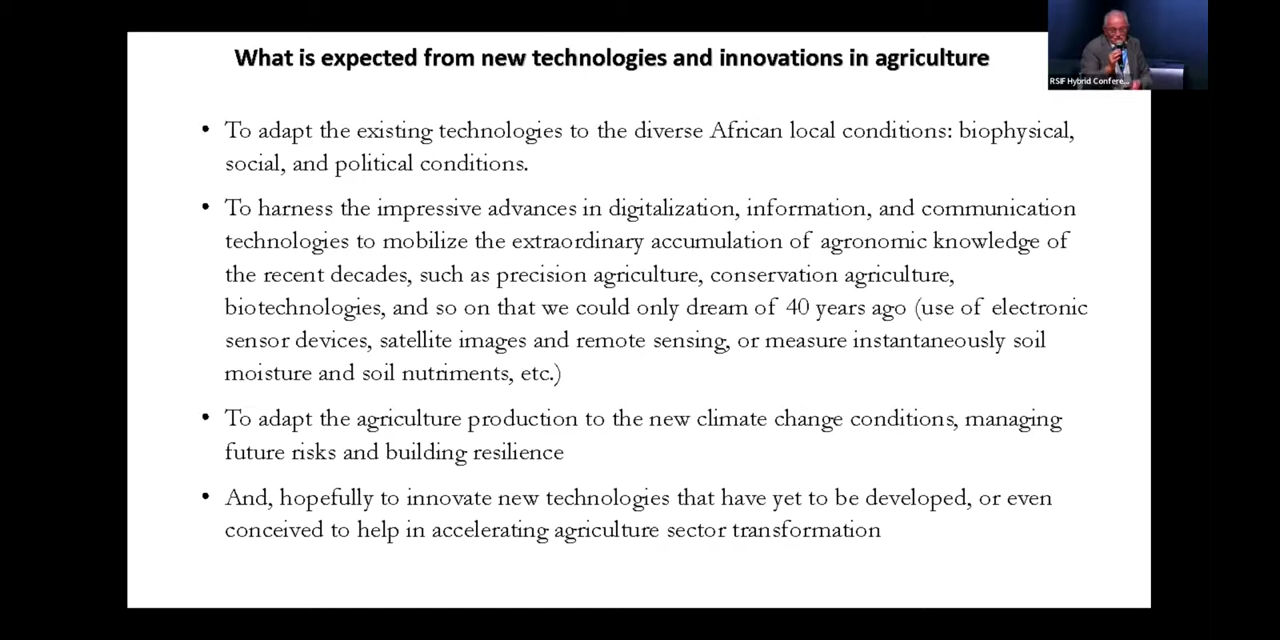 What is expected from new technologies and innovations in agriculture
RSIF Hybrid Confere...
• To adapt the existing technologies to the diverse African local conditions: biophysical,
social, and political conditions.
• To harness the impressive advances in digitalization, information, and communication
technologies to mobilize the extraordinary accumulation of agronomic knowledge of
the recent decades, such as precision agriculture, conservation agriculture,
biotechnologies, and so on that we could only dream of 40 years ago (use of electronic
sensor devices, satellite images and remote sensing, or measure instantaneously soil
moisture and soil nutriments, etc.)
• To adapt the agriculture production to the new climate change conditions, managing
future risks and building resilience
• And, hopefully to innovate new technologies that have yet to be developed, or even
conceived to help in accelerating agriculture sector transformation